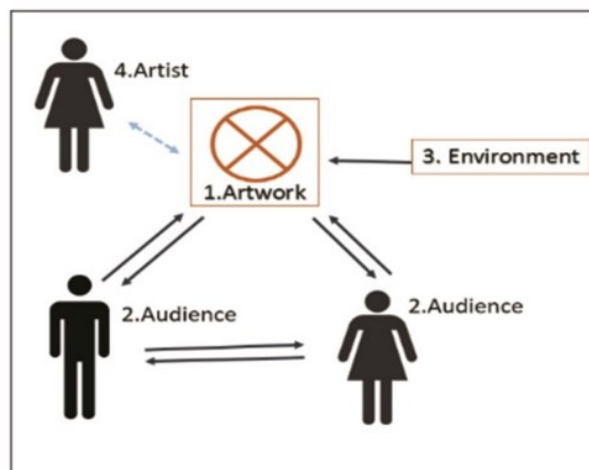 4.Artist
3. Environment
1.Artwork
2.Audience
2.Audience